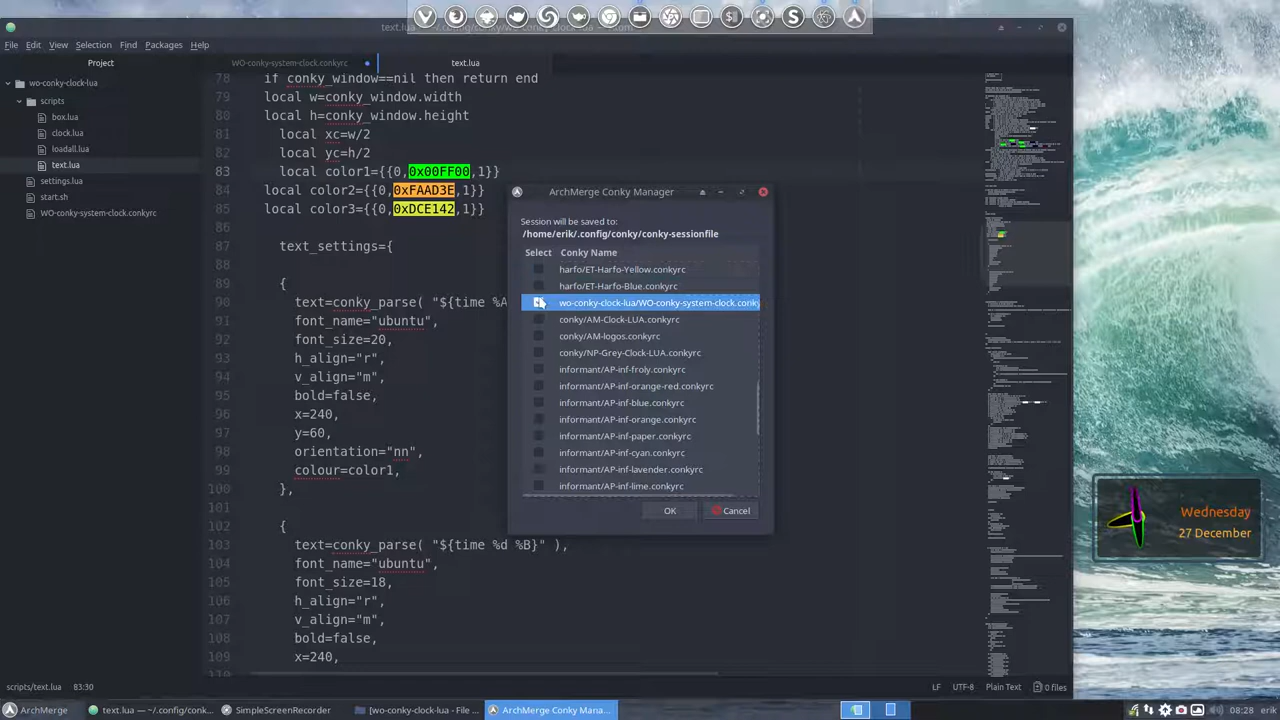 File Edit View Selection Find Packages Help
Project
WO-conky-system-clock.conkyrc
text.lua
wo-conky-clock-lua
scripts
box.lua
clock.lua
loadall.lua
text.lua
settings.lua
start.sh
WO-conky-system-clock.conkyrc
78 if conky_window==nil then return end
79 local w=conky_window.width
80 local h=conky_window.height
81 local xc=w/2
82 local yc=h/2
83 local color1={{0,0x00FF00,1}}
84 local color2={{0,0xFAAD3E,1}}
85 local color3={{0,0xDCE142,1}}
86
87 text_settings={
88
89 {
90 text=conky_parse( "${time %A
91 font_name="ubuntu",
92 font_size=20,
93 h_align="r",
94 v_align="m",
95 bold=false,
96 x=240,
97
98 orientation="nn",
99 colour=color1,
100 },
101
102 {
103 text=conky_parse( "${time %d %B}" ),
104 font_name="ubuntu",
105 font_size=18,
106 h_align="r",
107 v_align="m",
108 bold=false,
109 x=240,
ArchMerge Conky Manager
Session will be saved to:
/home/erik/.config/conky/conky-sessionfile
Select Conky Name
harfo/ET-Harfo-Yellow.conkyrc
harfo/ET-Harfo-Blue.conkyrc
wo-conky-clock-lua/WO-conky-system-clock.conky
conky/AM-Clock-LUA.conkyrc
conky/AM-logos.conkyrc
conky/NP-Grey-Clock-LUA.conkyrc
informant/AP-inf-froly.conkyrc
informant/AP-inf-orange-red.conkyrc
informant/AP-inf-blue.conkyrc
informant/AP-inf-orange.conkyrc
informant/AP-inf-paper.conkyrc
informant/AP-inf-cyan.conkyrc
informant/AP-inf-lavender.conkyrc
informant/AP-inf-lime.conkyrc
OK Cancel
Wednesday
27 December
scripts/text.lua 83:30
LF UTF-8 Plain Text 0 files
ArchMerge text.lua — ~/.config/conk... SimpleScreenRecorder [wo-conky-clock-lua - File ... ArchMerge Conky Mana... 08:28 erik